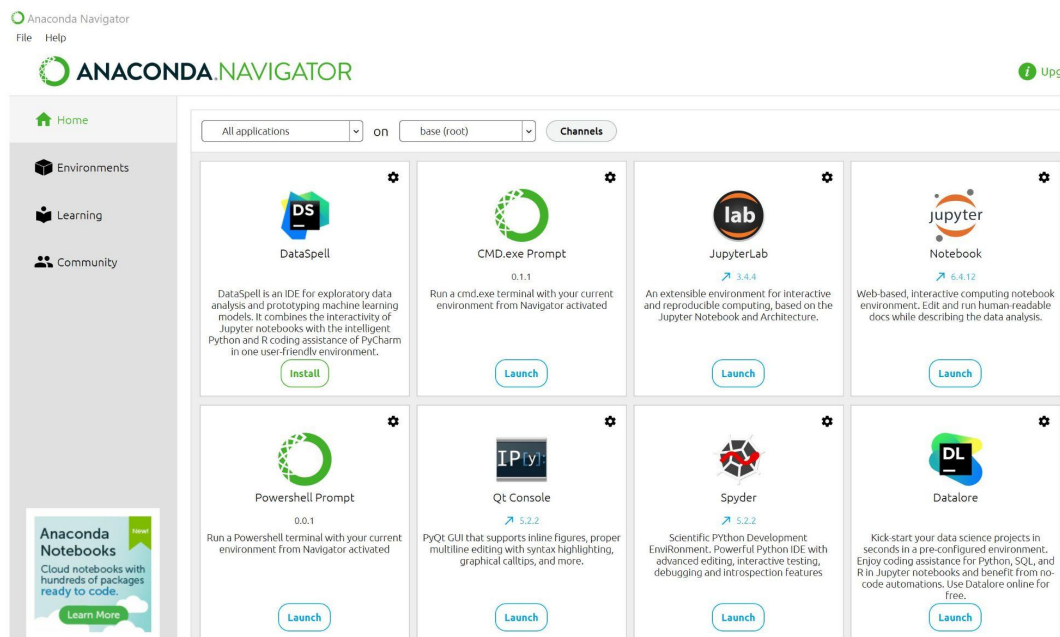 Anaconda Navigator
File Help
ANACONDA.NAVIGATOR
i
Home
All applications on base (root) Channels
Environments
Learning
Community
DS
DataSpell
DataSpell is an IDE for exploratory data
analysis and prototyping machine learning
models. It combines the interactivity of
Jupyter notebooks with the intelligent
Python and R coding assistance of PyCharm
in one user-friendly environment.
Install
CMD.exe Prompt
0.1.1
Run a cmd.exe terminal with your current
environment from Navigator activated
Launch
lab
JupyterLab
3.4.4
An extensible environment for interactive
and reproducible computing, based on the
Jupyter Notebook and Architecture.
Launch
jupyter
Notebook
6.4.12
Web-based, interactive computing notebook
environment. Edit and run human-readable
docs while describing the data analysis.
Launch
Powershell Prompt
0.0.1
Run a Powershell terminal with your current
environment from Navigator activated
Launch
IP[y]:
Qt Console
5.2.2
PyQt GUI that supports inline figures, proper
multiline editing with syntax highlighting,
graphical calltips, and more.
Launch
Spyder
5.2.2
Scientific PYthon Development
EnviRonment. Powerful Python IDE with
advanced editing, interactive testing,
debugging and introspection features
Launch
DL
Datalore
Kick-start your data science projects in
seconds in a pre-configured environment.
Enjoy coding assistance for Python, SQL, and
R in Jupyter notebooks and benefit from no-
code automations. Use Datalore online for
free.
Launch
New!
Anaconda
Notebooks
Cloud notebooks with
hundreds of packages
ready to code.
Learn More